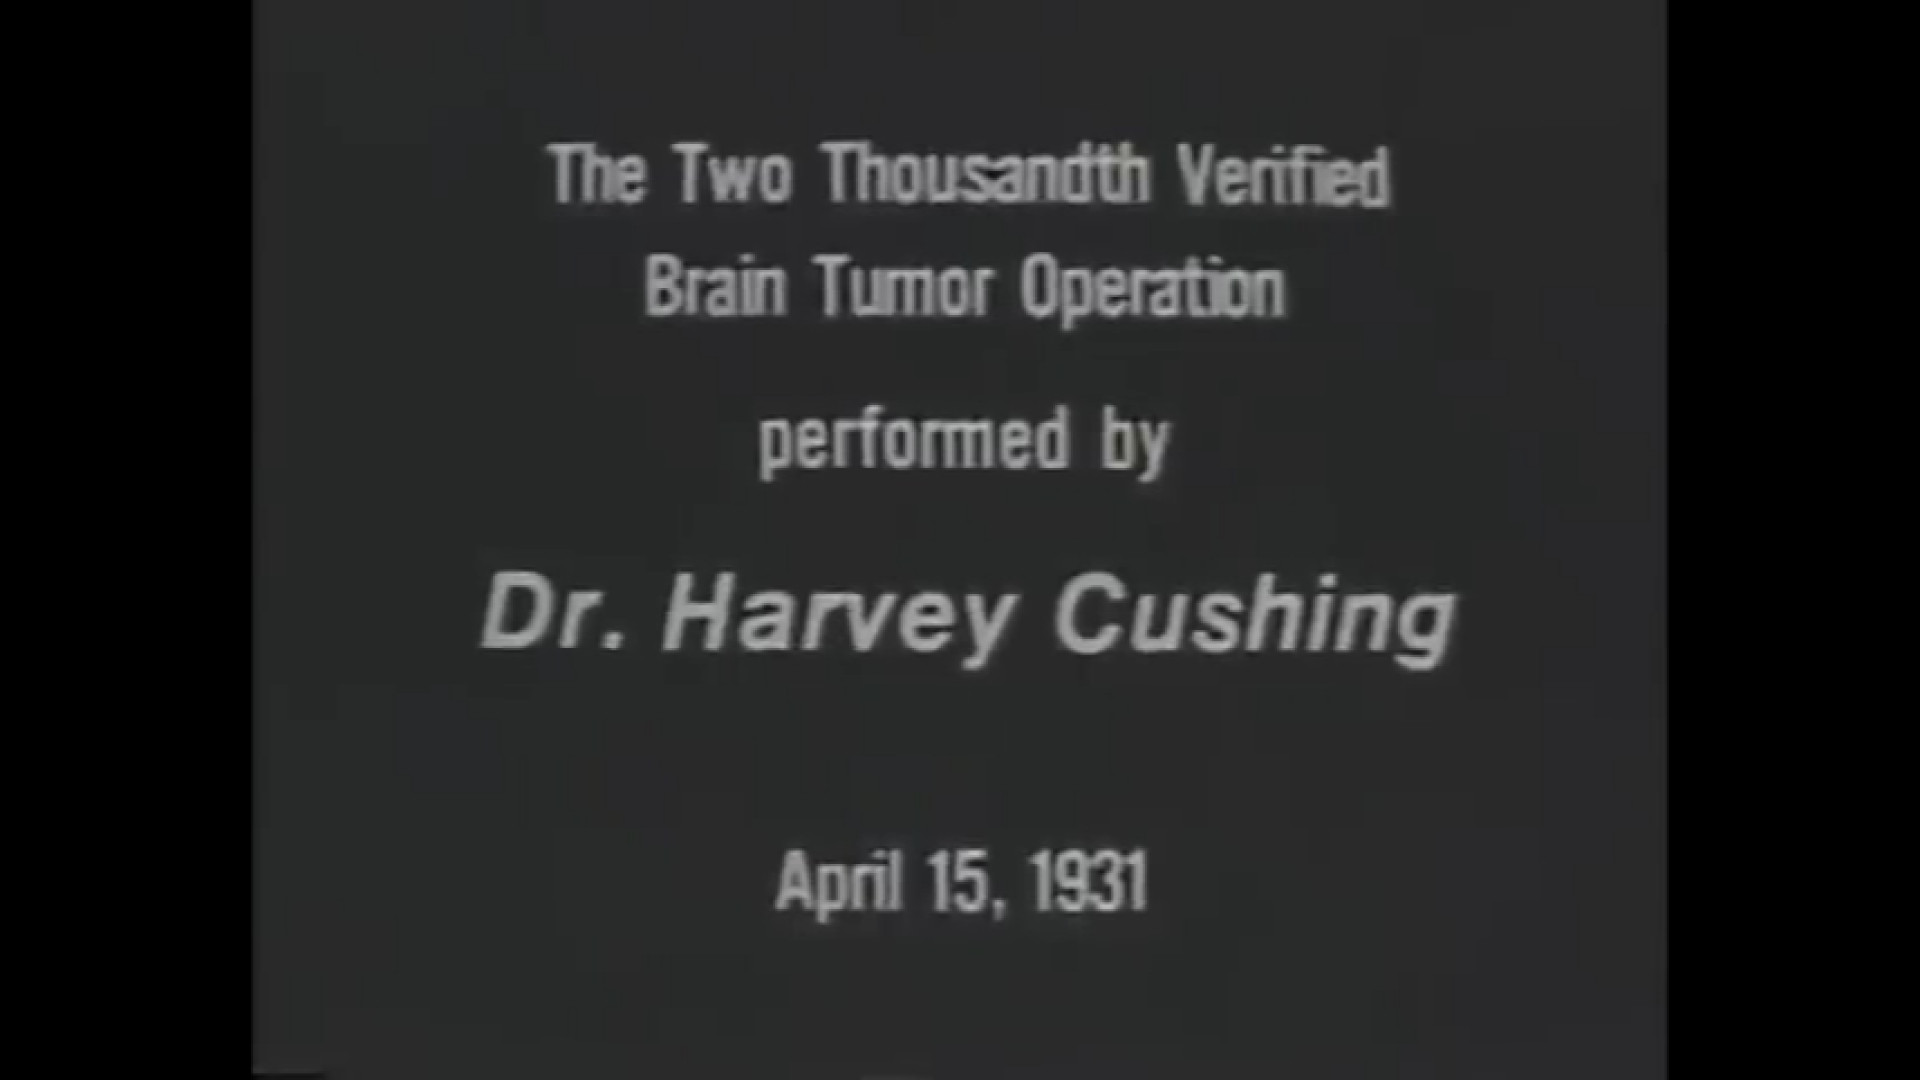 The Two Thousandth Verified
Brain Tumor Operation
performed by
Dr. Harvey Cushing
April 15, 1931